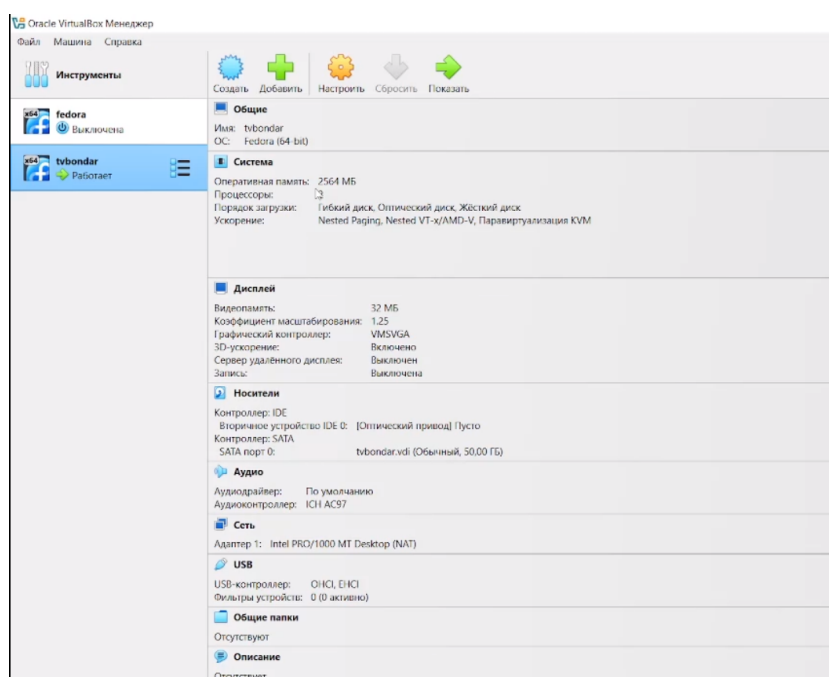 Oracle VirtualBox Менеджер
Файл Машина Справка
Инструменты
Создать Добавить Настроить Сбросить Показать
x64
fedora
Выключена
x64
tvbondar
Работает
Общие
Имя: tvbondar
ОС: Fedora (64-bit)
Система
Оперативная память: 2564 МБ
Процессоры: 3
Порядок загрузки: Гибкий диск, Оптический диск, Жёсткий диск
Ускорение: Nested Paging, Nested VT-x/AMD-V, Паравиртуализация KVM
Дисплей
Видеопамять: 32 МБ
Коэффициент масштабирования: 1.25
Графический контроллер: VMSVGA
3D-ускорение: Включено
Сервер удалённого дисплея: Выключен
Запись: Выключена
Носители
Контроллер: IDE
Вторичное устройство IDE 0: [Оптический привод] Пусто
Контроллер: SATA
SATA порт 0: tvbondar.vdi (Обычный, 50,00 ГБ)
Аудио
Аудиодрайвер: По умолчанию
Аудиоконтроллер: ICH AC97
Сеть
Адаптер 1: Intel PRO/1000 MT Desktop (NAT)
USB
USB-контроллер: OHCI, EHCI
Фильтры устройств: 0 (0 активно)
Общие папки
Отсутствуют
Описание
Отсутствует